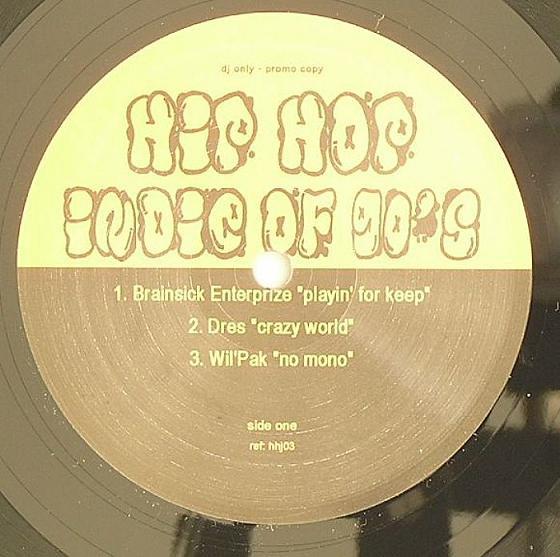 dj only - promo copy
HiP HOP
iNDiE OF 90'S
1. Brainsick Enterprize "playin' for keep"
2. Dres "crazy world"
3. Wil'Pak "no mono"
side one
ref: hhj03